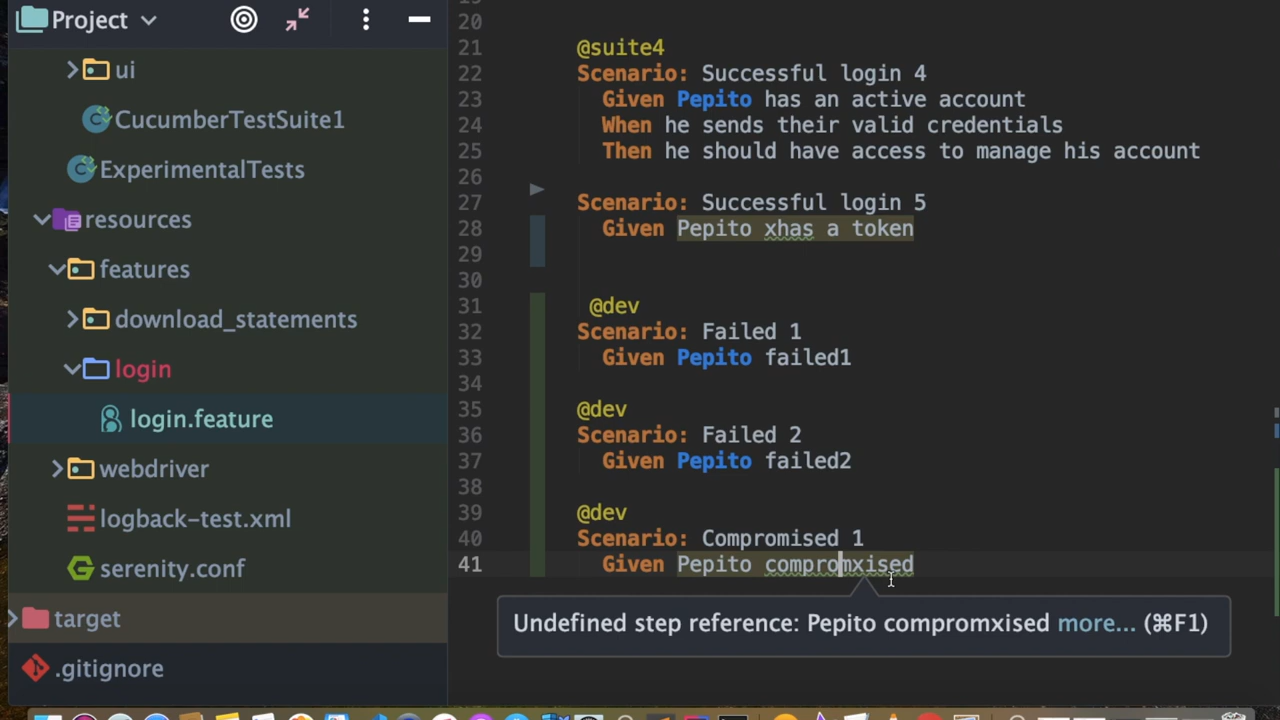 Project
ui
CucumberTestSuite1
ExperimentalTests
resources
features
download_statements
login
login.feature
webdriver
logback-test.xml
serenity.conf
target
.gitignore
20
21 @suite4
22 Scenario: Successful login 4
23 Given Pepito has an active account
24 When he sends their valid credentials
25 Then he should have access to manage his account
26
27 Scenario: Successful login 5
28 Given Pepito xhas a token
29
30
31 @dev
32 Scenario: Failed 1
33 Given Pepito failed1
34
35 @dev
36 Scenario: Failed 2
37 Given Pepito failed2
38
39 @dev
40 Scenario: Compromised 1
41 Given Pepito compromxised
Undefined step reference: Pepito compromxised more... (⌘F1)